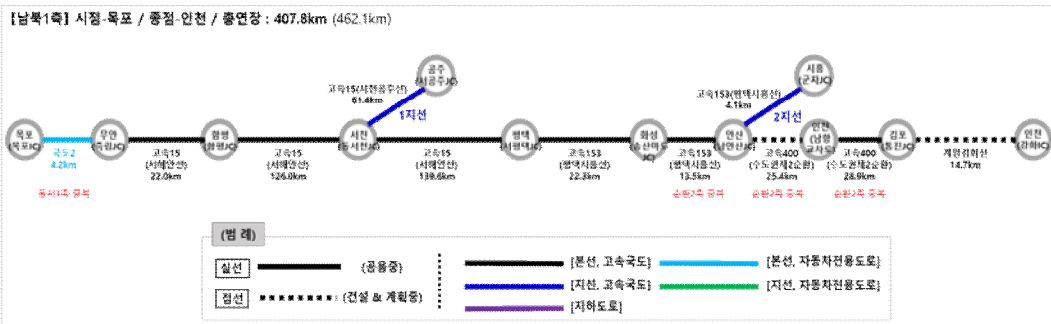 [남북1축] 시점-목포 / 종점-인천 / 총연장 : 407.8km (462.1km)
공주
(서공주JC)
시흥
(군자JC)
고속15(서천공주선)
61.4km
1지선
고속153(평택시흥선)
4.1km
2지선
목포
(목포IC)
무안
(죽림JC)
함평
(함평JC)
서천
(동서천JC)
평택
(서평택JC)
화성
(송산마도JC)
안산
(남안산JC)
인천
(남항교차로)
김포
(통진JC)
인천
(강화IC)
국도2
4.2km
고속15
(서해안선)
22.0km
고속15
(서해안선)
126.0km
고속15
(서해안선)
139.6km
고속153
(평택시흥선)
22.3km
고속153
(평택시흥선)
13.5km
고속400
(수도권제2순환)
25.4km
고속400
(수도권제2순환)
28.9km
계양강화선
14.7km
동서1축 중복
순환2축 중복
순환2축 중복
순환2축 중복
(범 례)
실선 (공용중)
점선 (건설 & 계획중)
[본선, 고속국도] [본선, 자동차전용도로]
[지선, 고속국도] [지선, 자동차전용도로]
[지하도로]